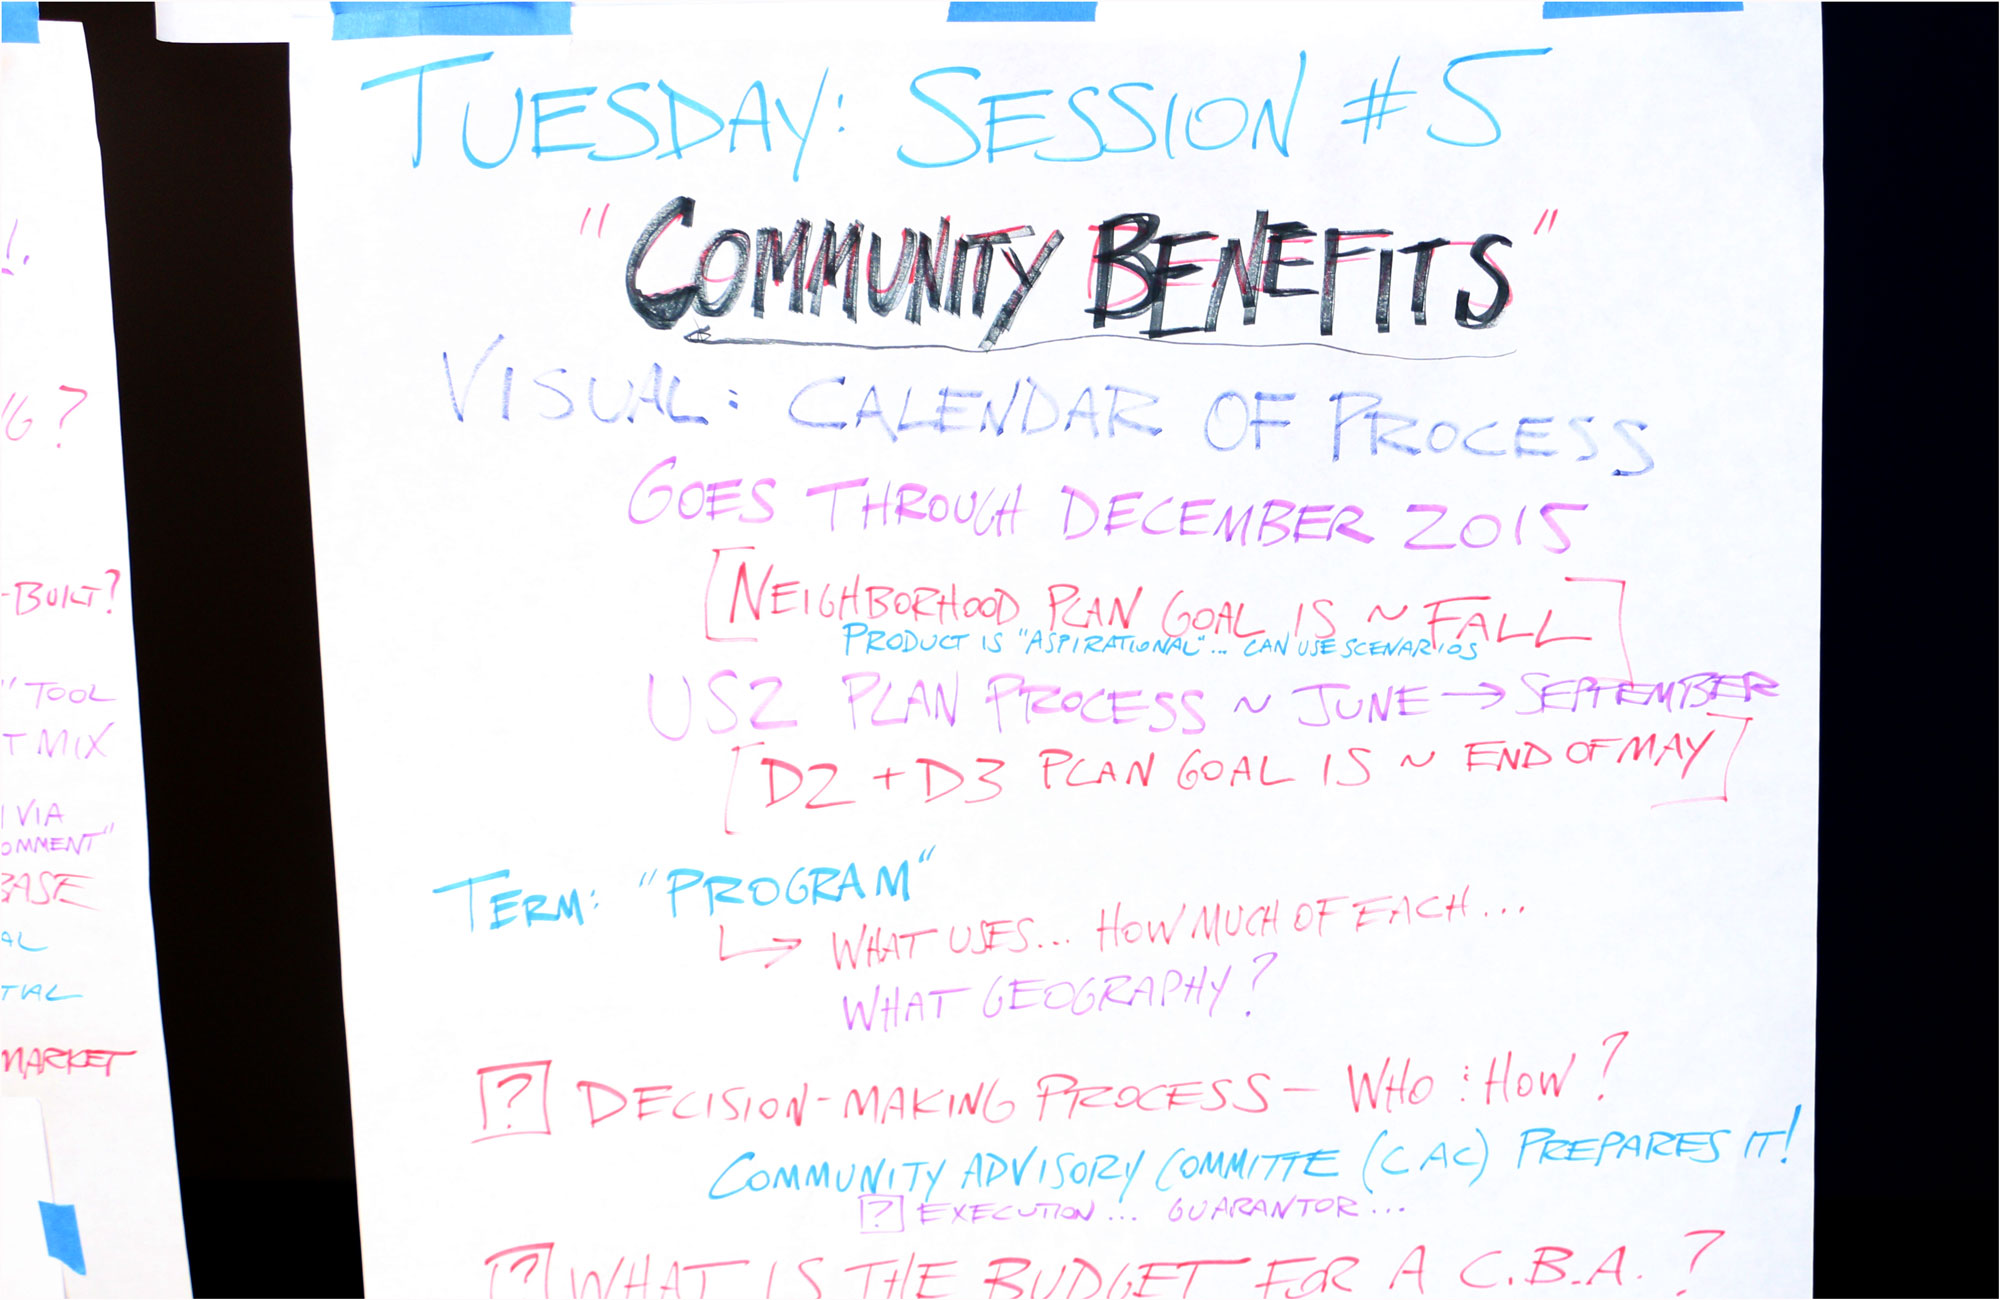 TUESDAY: SESSION #5
"COMMUNITY BENEFITS"
VISUAL: CALENDAR OF PROCESS
GOES THROUGH DECEMBER 2015
[NEIGHBORHOOD PLAN GOAL IS ~ FALL]
PRODUCT IS "ASPIRATIONAL"... CAN USE SCENARIOS
US2 PLAN PROCESS ~ JUNE → SEPTEMBER
[D2 + D3 PLAN GOAL IS ~ END OF MAY]
TERM: "PROGRAM"
↳ WHAT USES... HOW MUCH OF EACH...
WHAT GEOGRAPHY?
? DECISION-MAKING PROCESS - WHO : HOW?
COMMUNITY ADVISORY COMMITTE (CAC) PREPARES IT!
? EXECUTION... GUARANTOR...
? WHAT IS THE BUDGET FOR A C.B.A.?
-BUILT?
" TOOL
T MIX
VIA
OMMENT"
BASE
AL
TIAL
MARKET